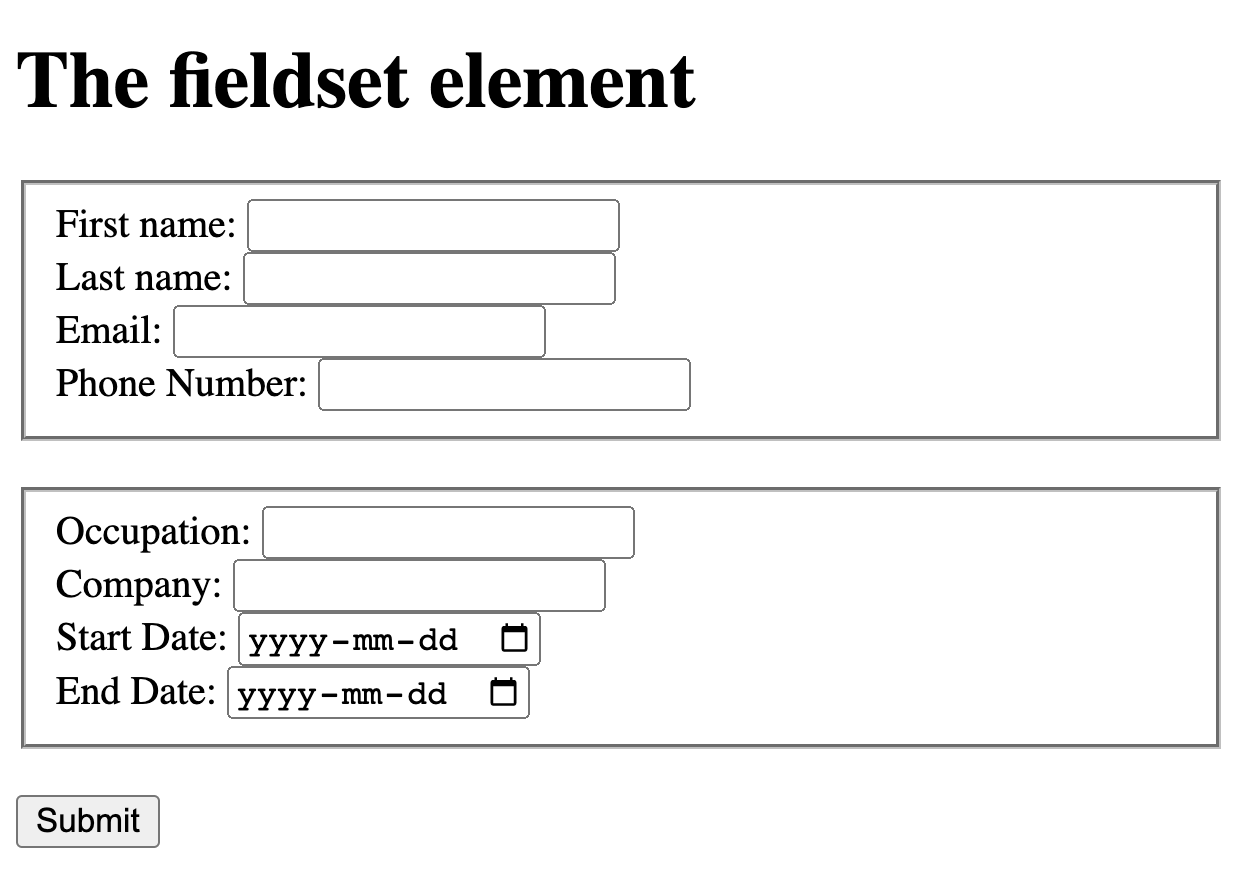 The fieldset element
First name:
Last name:
Email:
Phone Number:
Occupation:
Company:
Start Date: yyyy-mm-dd
End Date: yyyy-mm-dd
Submit